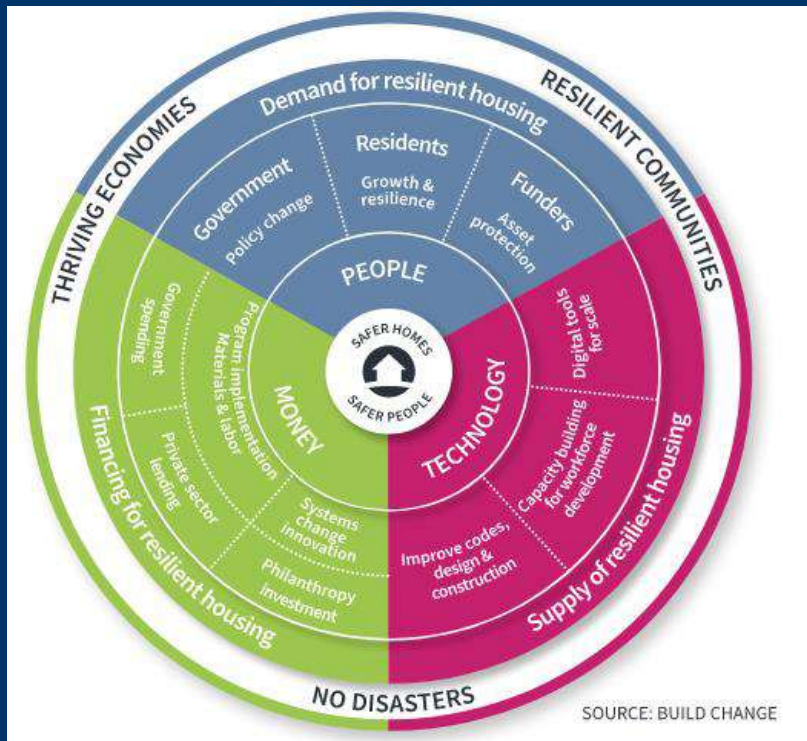 THRIVING ECONOMIES
RESILIENT COMMUNITIES
NO DISASTERS
Demand for resilient housing
Government
Policy change
Residents
Growth &
resilience
Funders
Asset
protection
PEOPLE
SAFER HOMES
SAFER PEOPLE
TECHNOLOGY
Digital tools
for scale
Capacity building
for workforce
development
Improve codes,
design &
construction
Supply of resilient housing
MONEY
Program implementation
Materials & labor
Systems
change
innovation
Government
spending
Private sector
lending
Philanthropy
investment
Financing for resilient housing
SOURCE: BUILD CHANGE